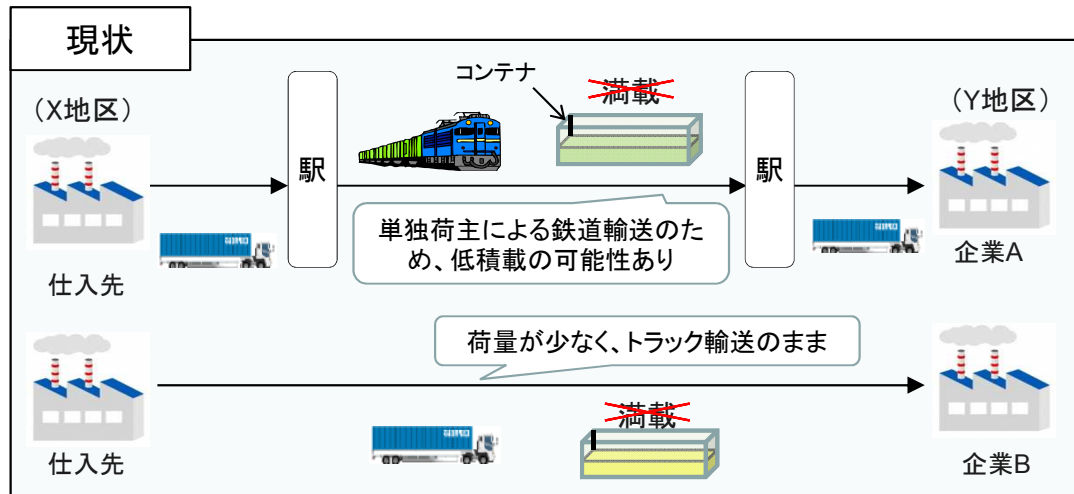 現状
コンテナ
満載
(X地区)
(Y地区)
駅
駅
単独荷主による鉄道輸送のた
め、低積載の可能性あり
仕入先
企業A
荷量が少なく、トラック輸送のまま
満載
仕入先
企業B